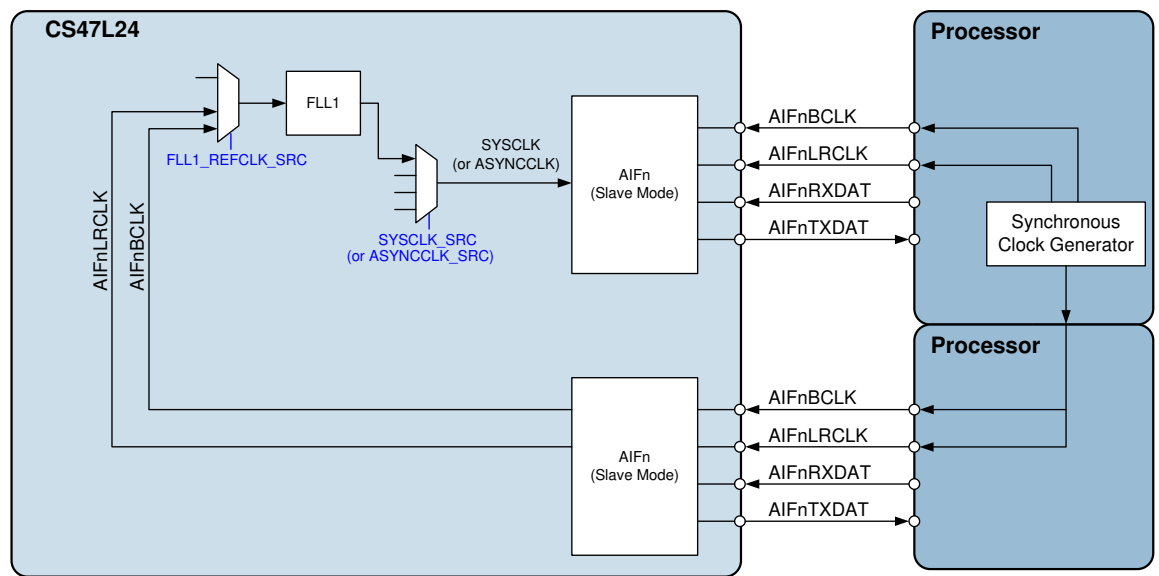 CS47L24
Processor
FLL1
FLL1_REFCLK_SRC
SYSCLK
(or ASYNCCLK)
SYSCLK_SRC
(or ASYNCCLK_SRC)
AIFn
(Slave Mode)
AIFnBCLK
AIFnLRCLK
AIFnRXDAT
AIFnTXDAT
Synchronous
Clock Generator
AIFnLRCLK
AIFnBCLK
Processor
AIFn
(Slave Mode)
AIFnBCLK
AIFnLRCLK
AIFnRXDAT
AIFnTXDAT